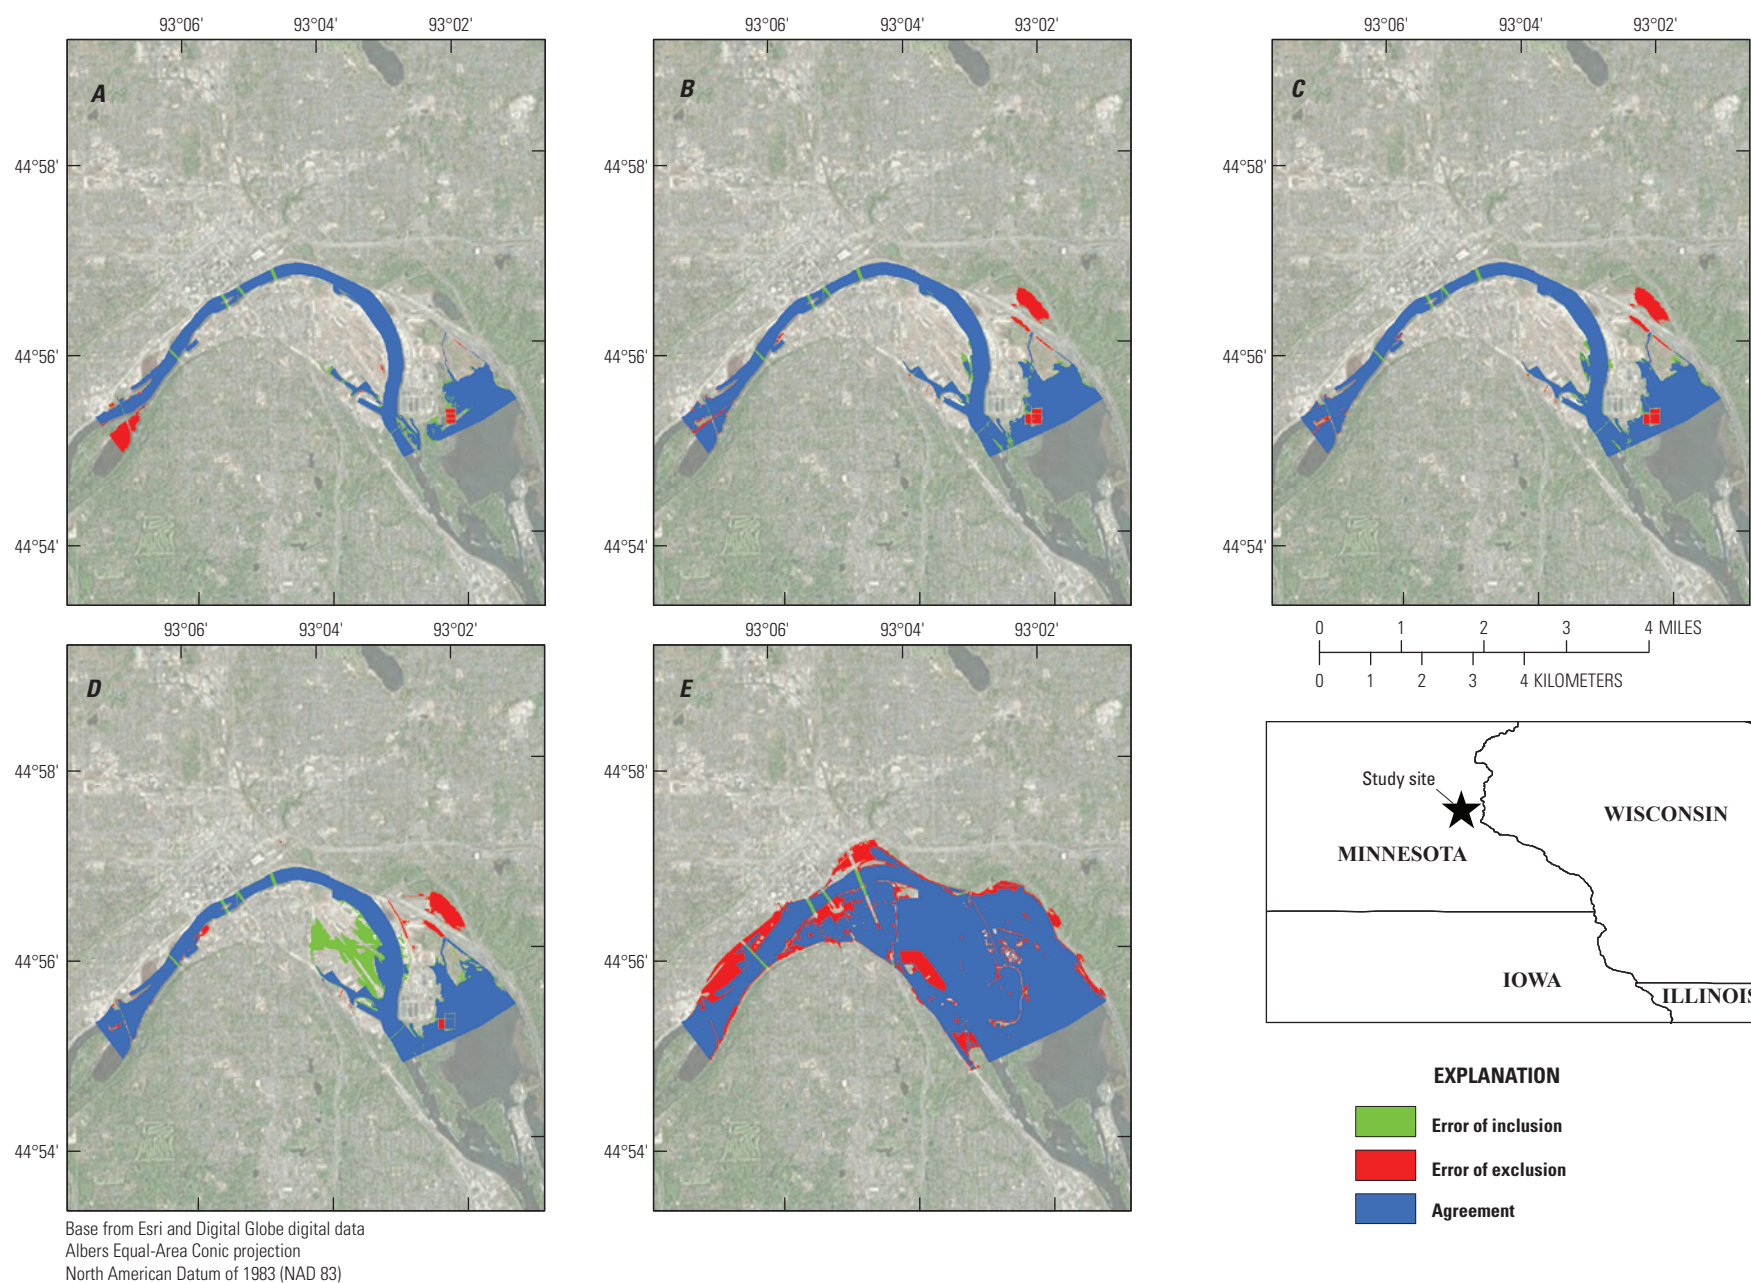 93°06' 93°04' 93°02' 93°06' 93°04' 93°02' 93°06' 93°04' 93°02'
A B C
44°58' 44°58' 44°58'
44°56' 44°56' 44°56'
44°54' 44°54' 44°54'
93°06' 93°04' 93°02' 93°06' 93°04' 93°02'
0 1 2 3 4 MILES
0 1 2 3 4 KILOMETERS
D E
44°58' 44°58'
44°56' 44°56'
44°54' 44°54'
Study site
WISCONSIN
MINNESOTA
IOWA
ILLINOIS
EXPLANATION
Error of inclusion
Error of exclusion
Agreement
Base from Esri and Digital Globe digital data
Albers Equal-Area Conic projection
North American Datum of 1983 (NAD 83)